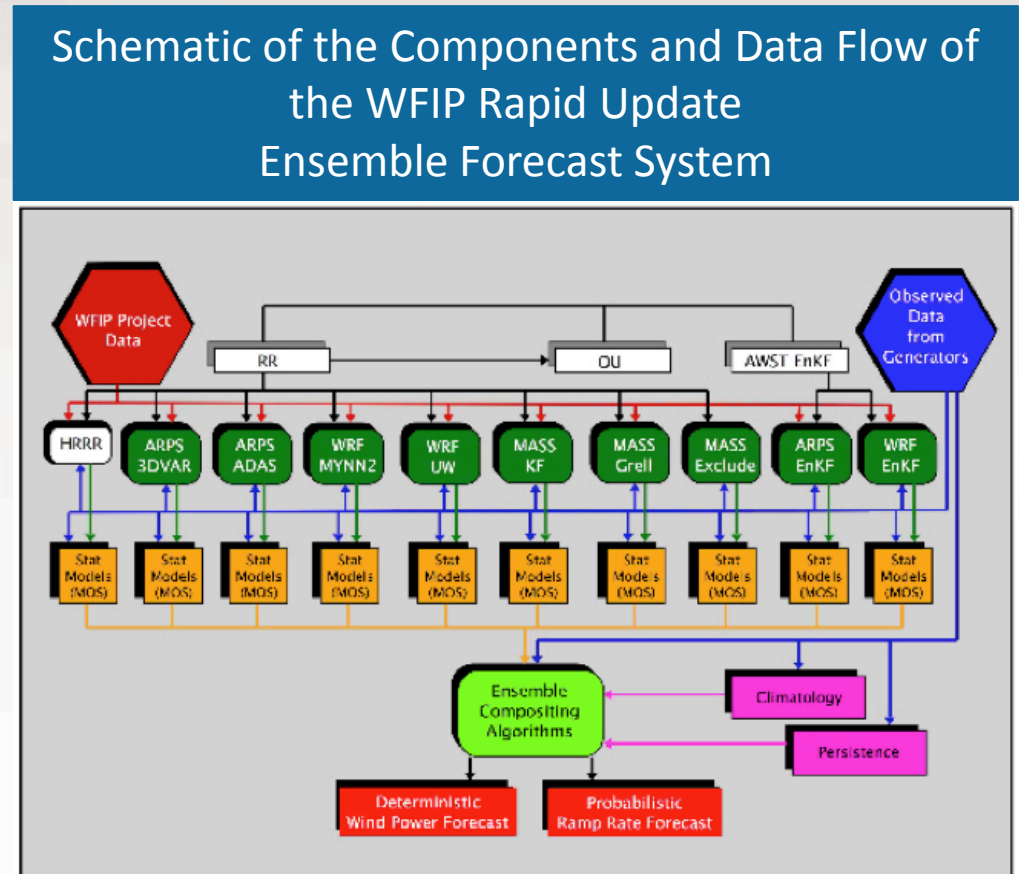 Schematic of the Components and Data Flow of
the WFIP Rapid Update
Ensemble Forecast System
WFIP Project
Data
Observed
Data
from
Generators
RR
OU
AWST EnKF
HRRR
ARPS
3DVAR
ARPS
ADAS
WRF
MYNN2
WRF
UW
MASS
KF
MASS
Grell
MASS
Exclude
ARPS
EnKF
WRF
EnKF
Stat
Models
(MOS)
Stat
Models
(MOS)
Stat
Models
(MOS)
Stat
Models
(MOS)
Stat
Models
(MOS)
Stat
Models
(MOS)
Stat
Models
(MOS)
Stat
Models
(MOS)
Stat
Models
(MOS)
Stat
Models
(MOS)
Ensemble
Compositing
Algorithms
Climatology
Persistence
Deterministic
Wind Power Forecast
Probabilistic
Ramp Rate Forecast